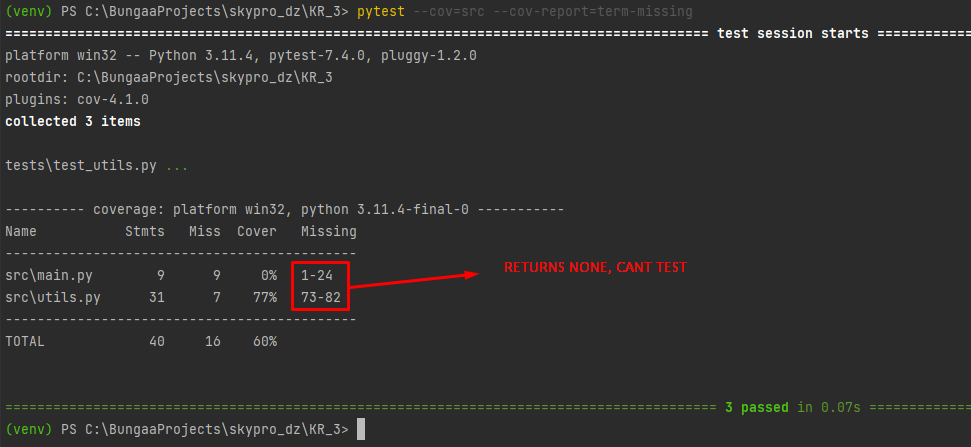 (venv) PS C:\BungaaProjects\skypro_dz\KR_3> pytest --cov=src --cov-report=term-missing
======================================================================================== test session starts ============
platform win32 -- Python 3.11.4, pytest-7.4.0, pluggy-1.2.0
rootdir: C:\BungaaProjects\skypro_dz\KR_3
plugins: cov-4.1.0
collected 3 items
tests\test_utils.py ...
---------- coverage: platform win32, python 3.11.4-final-0 -----------
Name Stmts Miss Cover Missing
---------------------------------------------
src\main.py 9 9 0% 1-24
RETURNS NONE, CANT TEST
src\utils.py 31 7 77% 73-82
---------------------------------------------
TOTAL 40 16 60%
========================================================================================= 3 passed in 0.07s =============
(venv) PS C:\BungaaProjects\skypro_dz\KR_3>